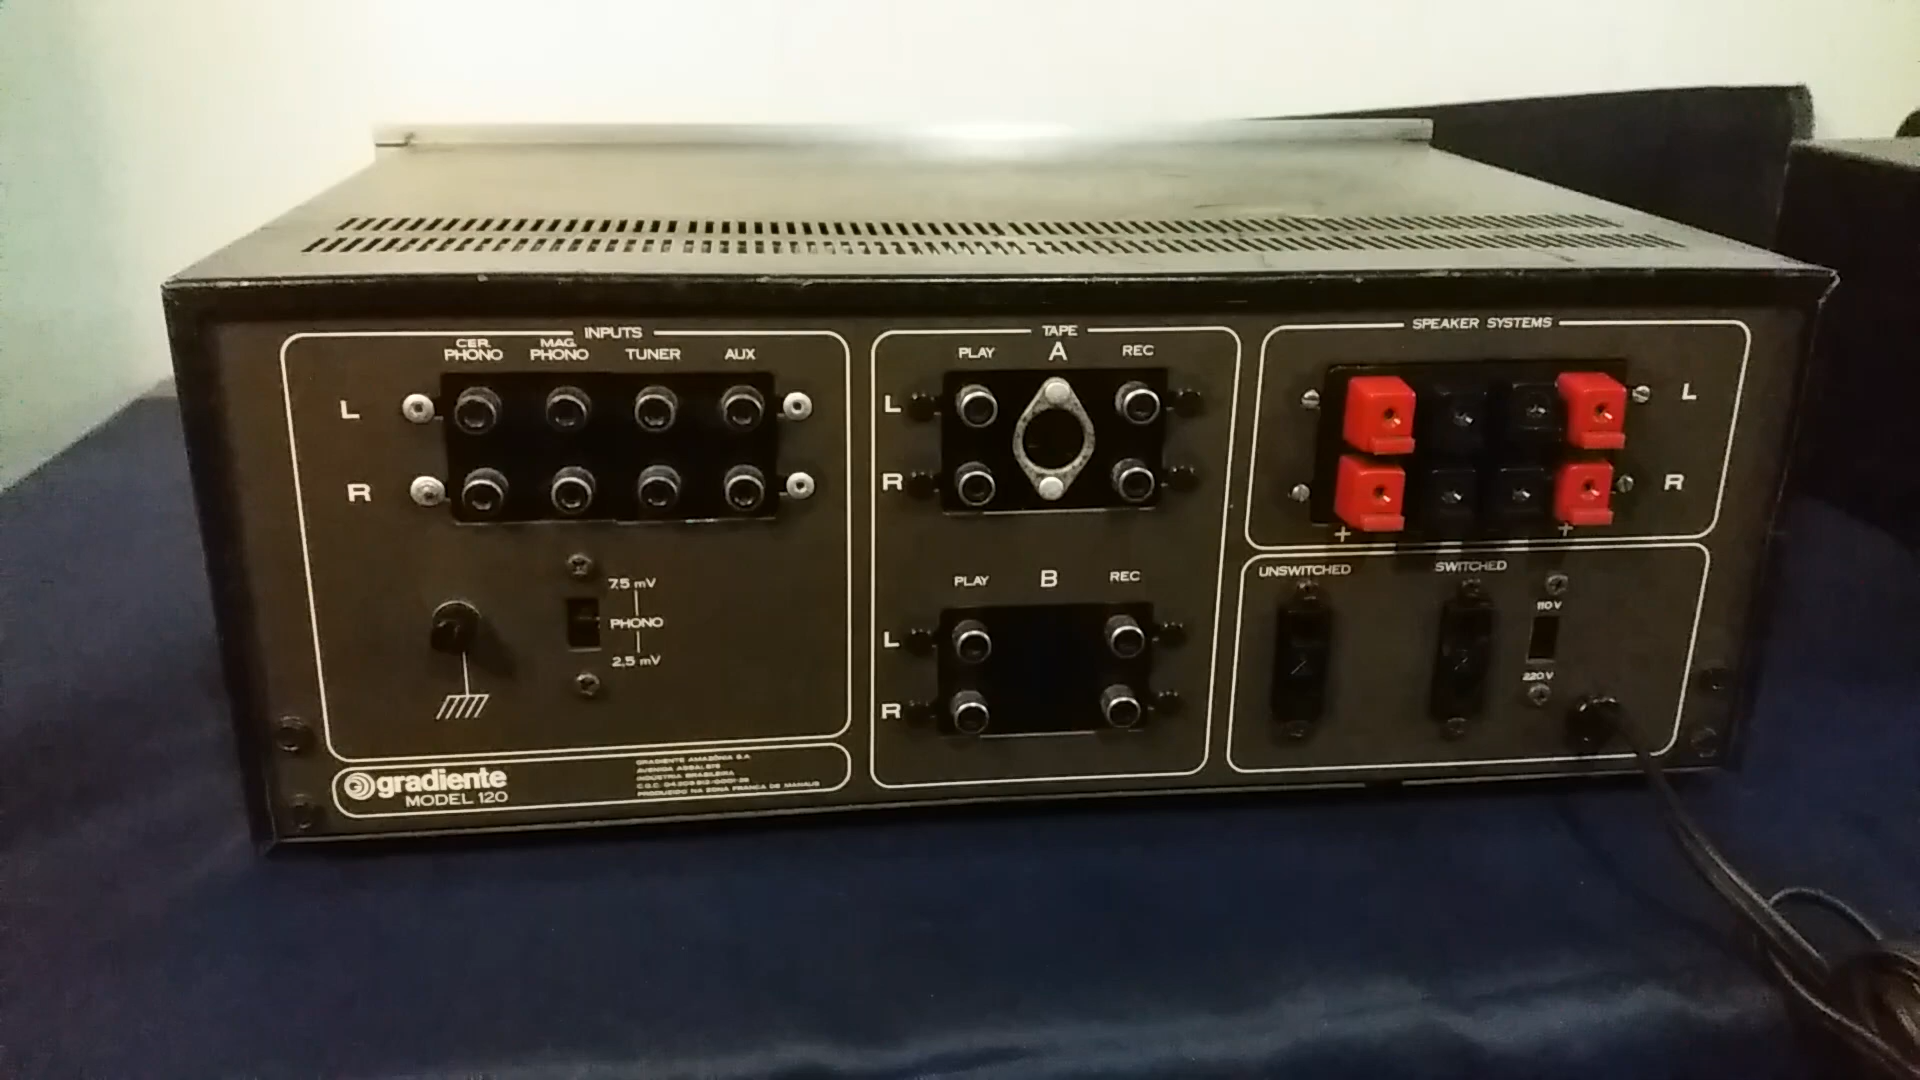 INPUTS
CER. PHONO
MAG. PHONO
TUNER
AUX
L
R
7.5 mV
PHONO
2,5 mV
gradiente
MODEL 120
GRADIENTE AMAZÔNIA S.A.
INDÚSTRIA BRASILEIRA
PRODUZIDO NA ZONA FRANCA DE MANAUS
TAPE
PLAY A REC
L
R
PLAY B REC
L
R
SPEAKER SYSTEMS
L
R
+ +
UNSWITCHED
SWITCHED
110 V
220 V